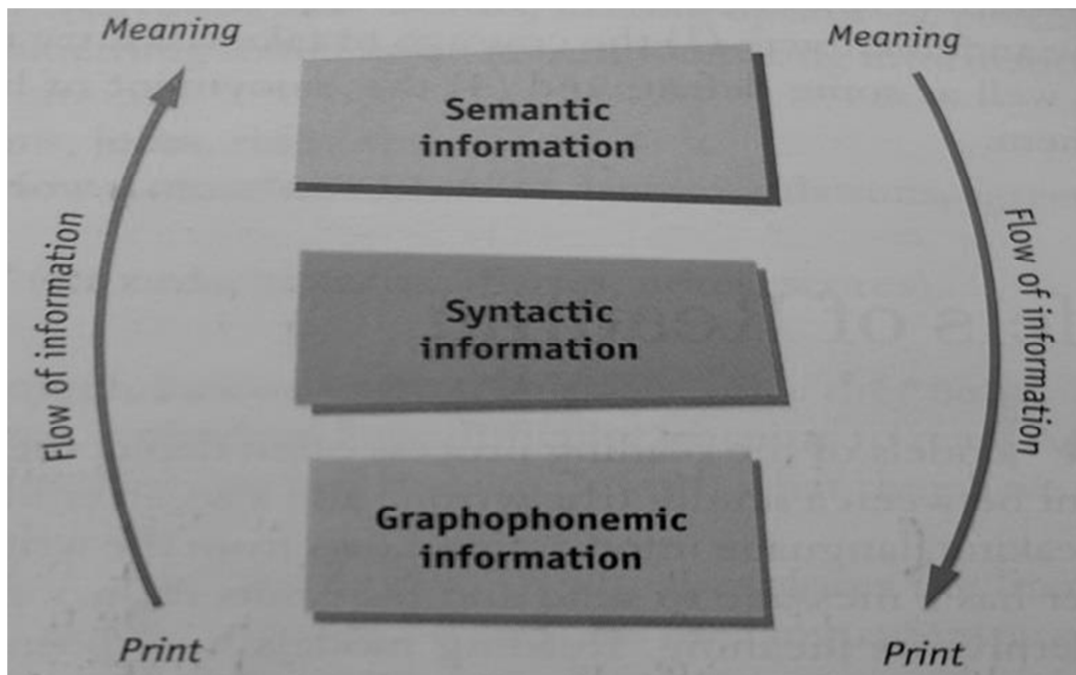 Meaning
Meaning
Semantic
information
Flow of information
Flow of information
Syntactic
information
Graphophonemic
information
Print
Print